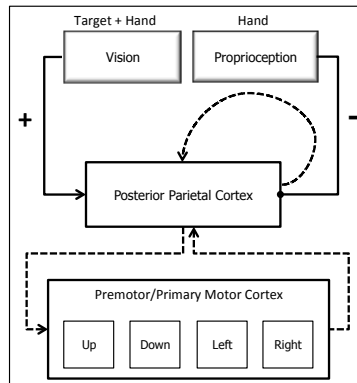 Target + Hand
Hand
Vision
Proprioception
+
−
Posterior Parietal Cortex
Premotor/Primary Motor Cortex
Up
Down
Left
Right